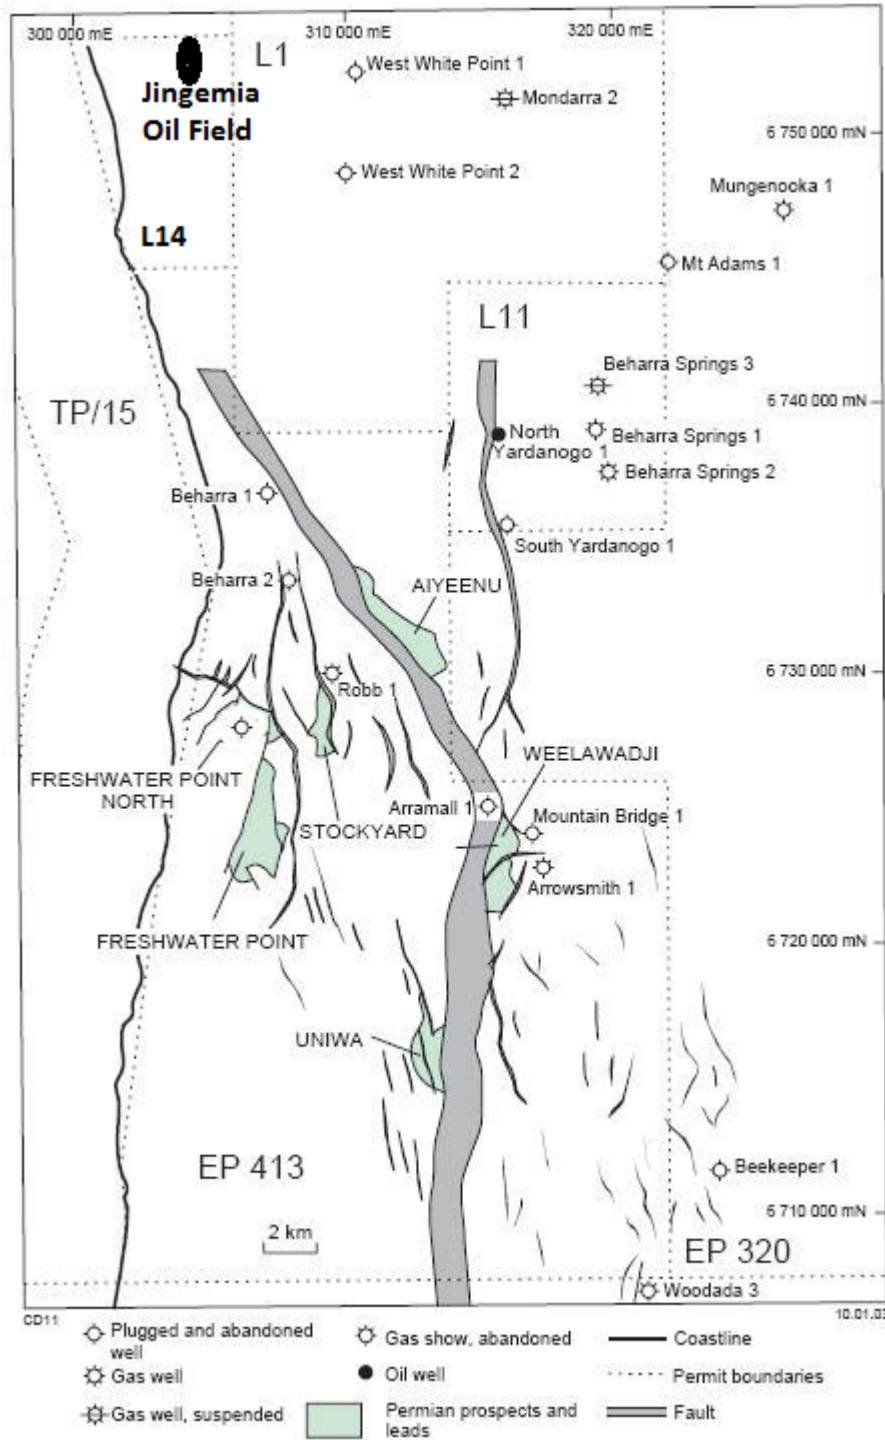 300 000 mE
310 000 mE
320 000 mE
L1
West White Point 1
Mondarra 2
Jingemia
Oil Field
6 750 000 mN
West White Point 2
Mungenooka 1
L14
Mt Adams 1
L11
Beharra Springs 3
TP/15
6 740 000 mN
North
Yardanogo 1
Beharra Springs 1
Beharra Springs 2
Beharra 1
South Yardanogo 1
Beharra 2
AIYEENU
6 730 000 mN
Robb 1
WEELAWADJI
FRESHWATER POINT
NORTH
Arramall 1
Mountain Bridge 1
STOCKYARD
Arrowsmith 1
FRESHWATER POINT
6 720 000 mN
UNIWA
EP 413
Beekeeper 1
6 710 000 mN
2 km
EP 320
Woodada 3
CD11
10.01.03
Plugged and abandoned
well
Gas show, abandoned
Coastline
Gas well
Oil well
Permit boundaries
Gas well, suspended
Permian prospects and
leads
Fault